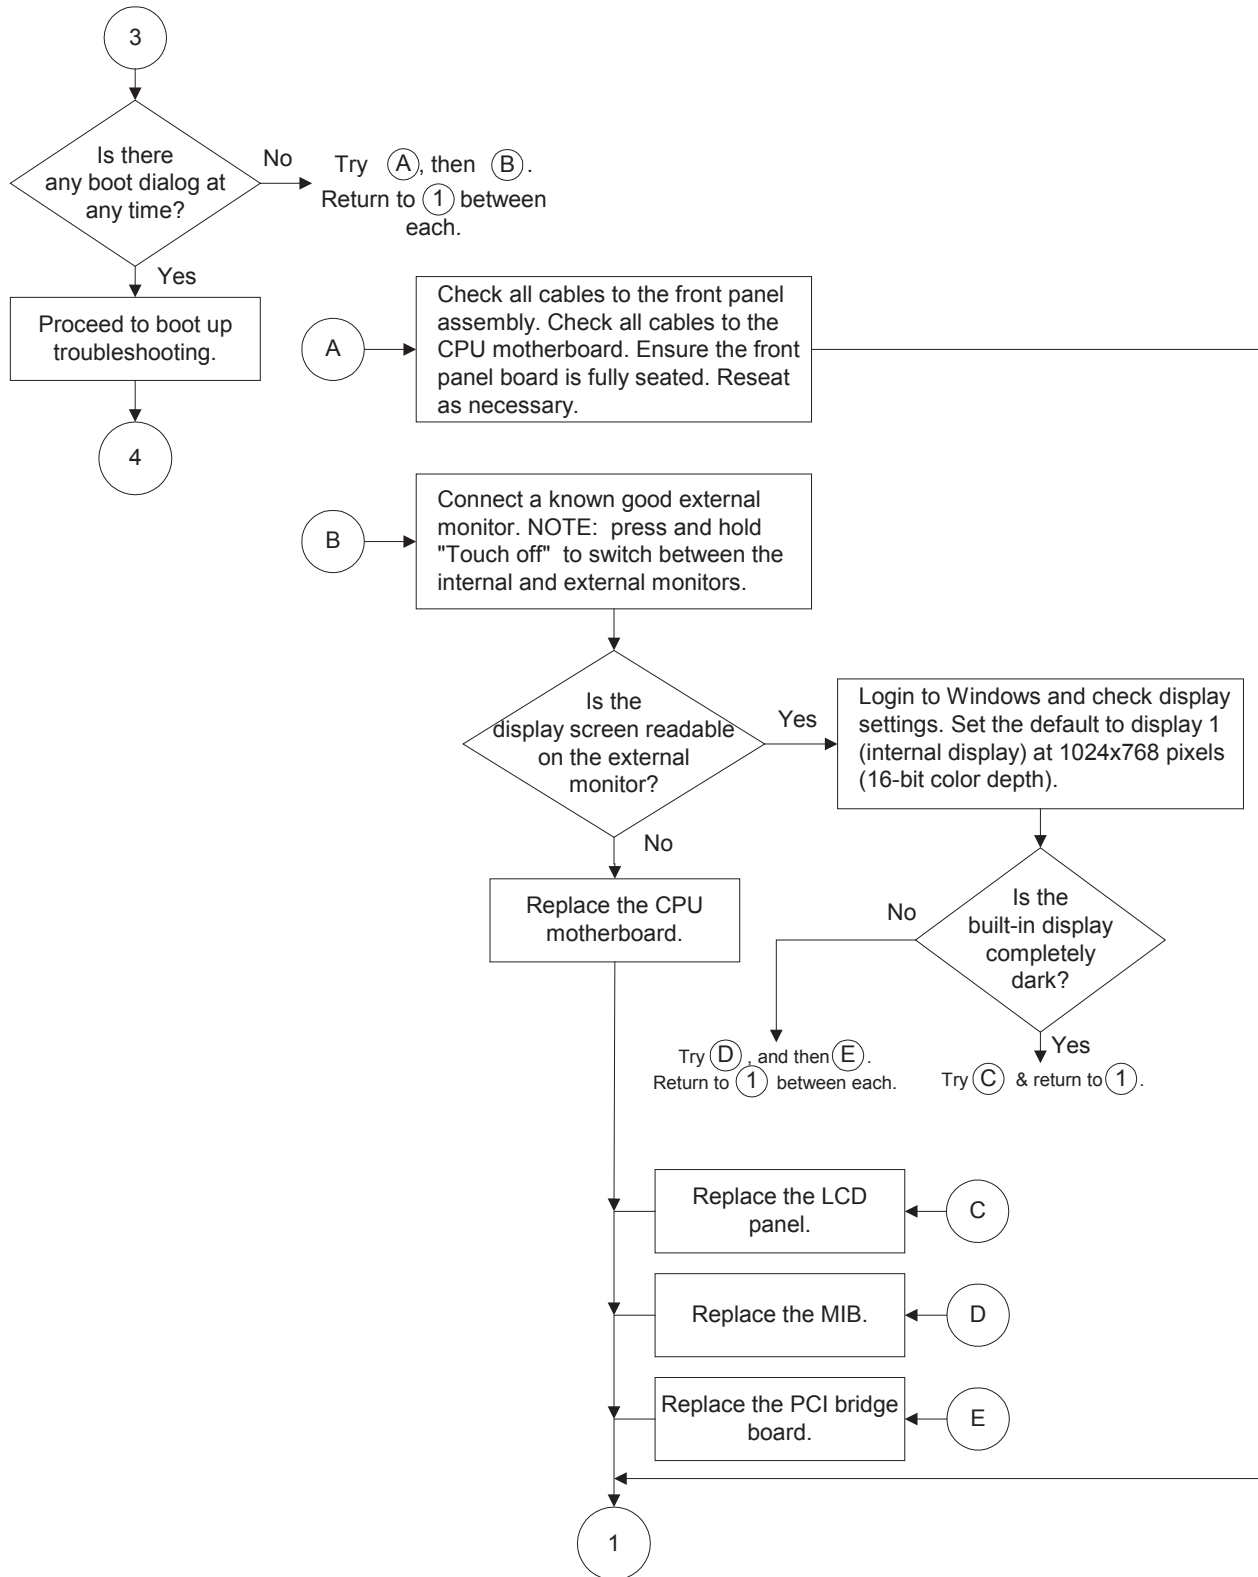 3
Is there
any boot dialog at
any time?
No
Try A, then B.
Return to 1 between
each.
Yes
Proceed to boot up
troubleshooting.
4
A
Check all cables to the front panel
assembly. Check all cables to the
CPU motherboard. Ensure the front
panel board is fully seated. Reseat
as necessary.
B
Connect a known good external
monitor. NOTE: press and hold
"Touch off" to switch between the
internal and external monitors.
Is the
display screen readable
on the external
monitor?
Yes
Login to Windows and check display
settings. Set the default to display 1
(internal display) at 1024x768 pixels
(16-bit color depth).
No
Replace the CPU
motherboard.
Is the
built-in display
completely
dark?
No
Try D, and then E.
Return to 1 between each.
Yes
Try C & return to 1.
Replace the LCD
panel.
C
Replace the MIB.
D
Replace the PCI bridge
board.
E
1